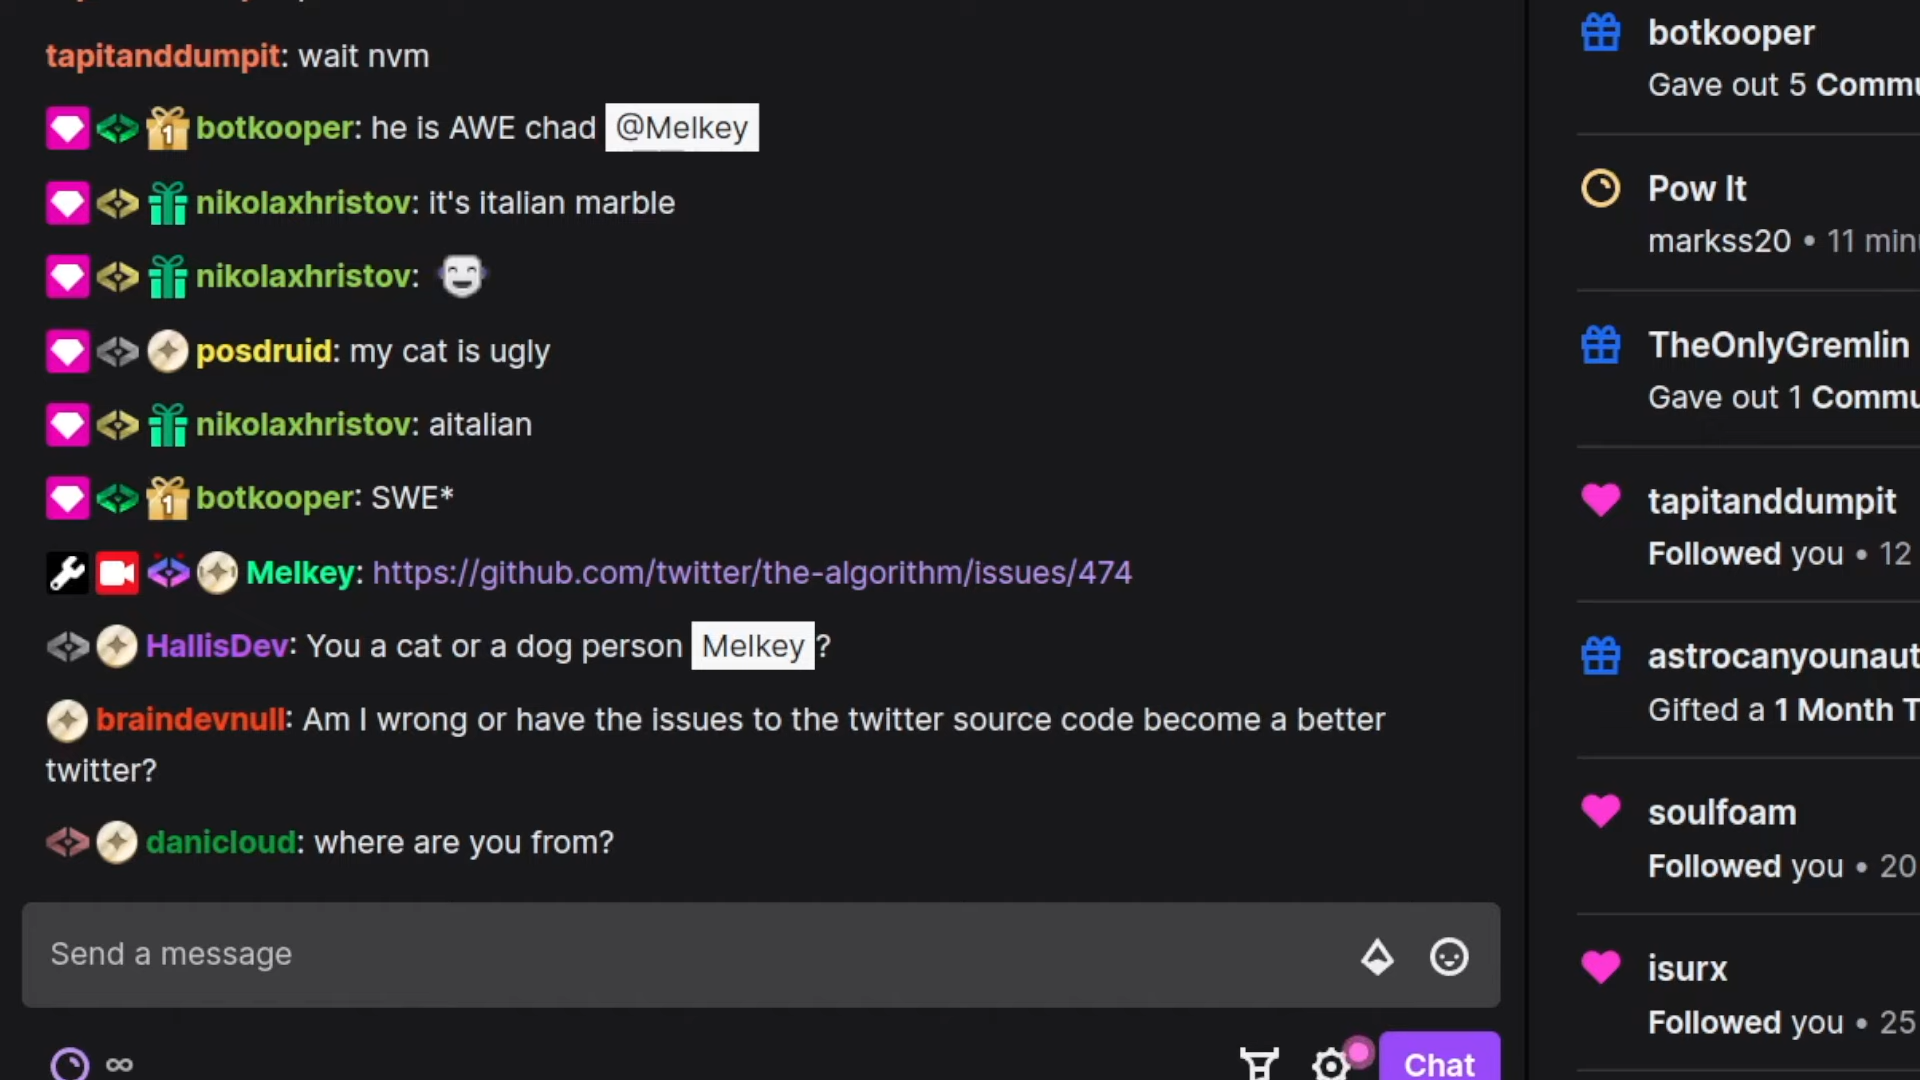 tapitanddumpit: wait nvm
botkooper: he is AWE chad @Melkey
nikolaxhristov: it's italian marble
nikolaxhristov:
posdruid: my cat is ugly
nikolaxhristov: aitalian
botkooper: SWE*
Melkey: https://github.com/twitter/the-algorithm/issues/474
HallisDev: You a cat or a dog person Melkey?
braindevnull: Am I wrong or have the issues to the twitter source code become a better
twitter?
danicloud: where are you from?
Send a message
∞
Chat
botkooper
Gave out 5 Commu
Pow It
markss20 • 11 minu
TheOnlyGremlin
Gave out 1 Commu
tapitanddumpit
Followed you • 12
astrocanyounaut
Gifted a 1 Month T
soulfoam
Followed you • 20
isurx
Followed you • 25